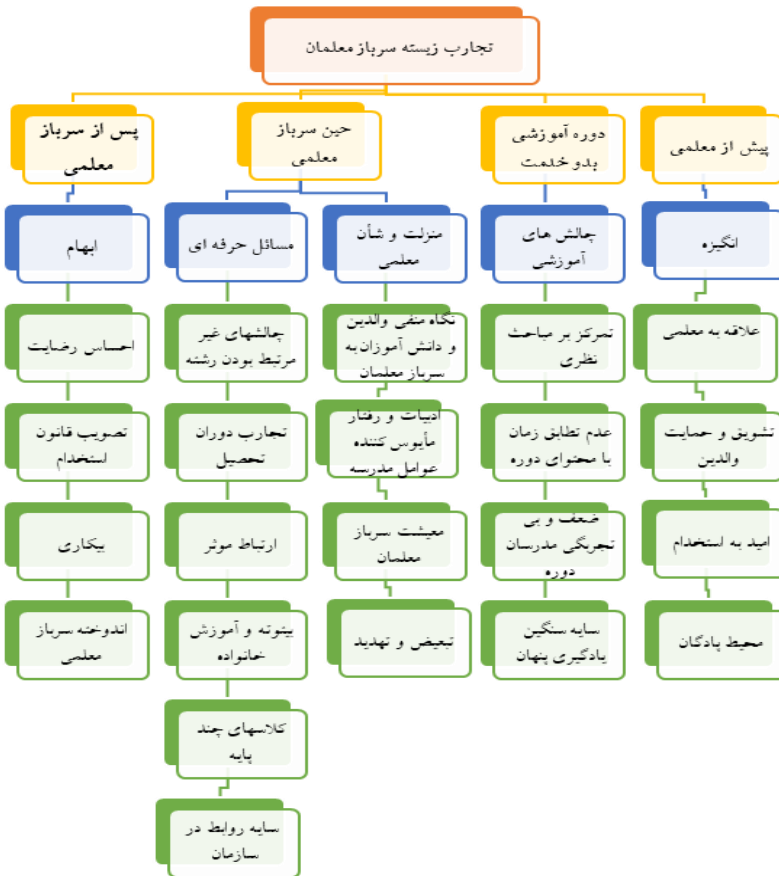 تجارب زیسته سرباز معلمان
پیش از معلمی
دوره آموزشی
بدو خدمت
حین سرباز
معلمی
پس از سرباز
معلمی
انگیزه
چالش های
آموزشی
منزلت و شأن
معلمی
مسائل حرفه ای
ابهام
علاقه به معلمی
تمرکز بر مباحث
نظری
نگاه منفی والدین
و دانش آموزان به
سرباز معلمان
چالشهای غیر
مرتبط بودن رشته
احساس رضایت
تشویق و حمایت
والدین
عدم تطابق زمان
با محتوای دوره
ادبیات و رفتار
مأیوس کننده
عوامل مدرسه
تجارب دوران
تحصیل
تصویب قانون
استخدام
امید به استخدام
ضعف و بی
تجربگی مدرسان
دوره
معیشت سرباز
معلمان
ارتباط موثر
بیکاری
محیط پادگان
سایه سنگین
یادگیری پنهان
تبعیض و تهدید
بیتوته و آموزش
خانواده
اندوخته سرباز
معلمی
کلاسهای چند
پایه
سایه روابط در
سازمان